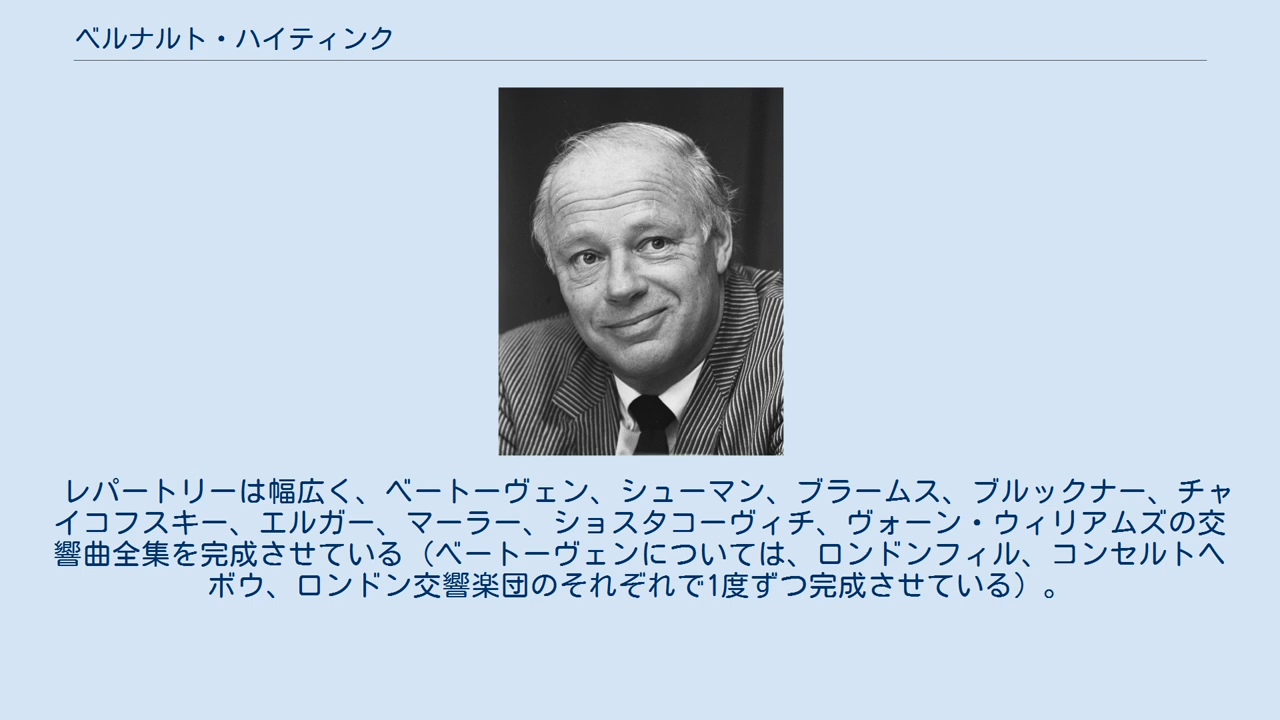 ベルナルト・ハイティンク
レパートリーは幅広く、ベートーヴェン、シューマン、ブラームス、ブルックナー、チャ
イコフスキー、エルガー、マーラー、ショスタコーヴィチ、ヴォーン・ウィリアムズの交
響曲全集を完成させている（ベートーヴェンについては、ロンドンフィル、コンセルトヘ
ボウ、ロンドン交響楽団のそれぞれで1度ずつ完成させている）。